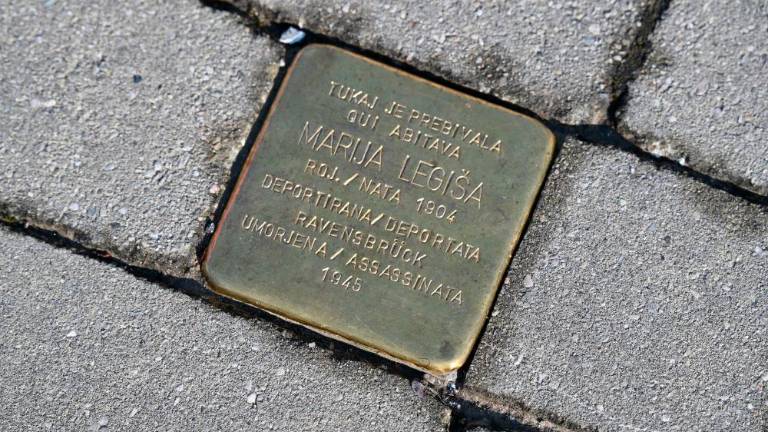 TUKAJ JE PREBIVALA
QUI ABITAVA
MARIJA LEGIŠA
ROJ./NATA 1904
DEPORTIRANA/DEPORTATA
RAVENSBRÜCK
UMORJENA/ASSASSINATA
1945